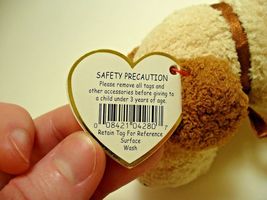 SAFETY PRECAUTION
Please remove all tags and
other accessories before giving to
a child under 3 years of age.
0 08421 04280 7
Retain Tag For Reference
Surface
Wash